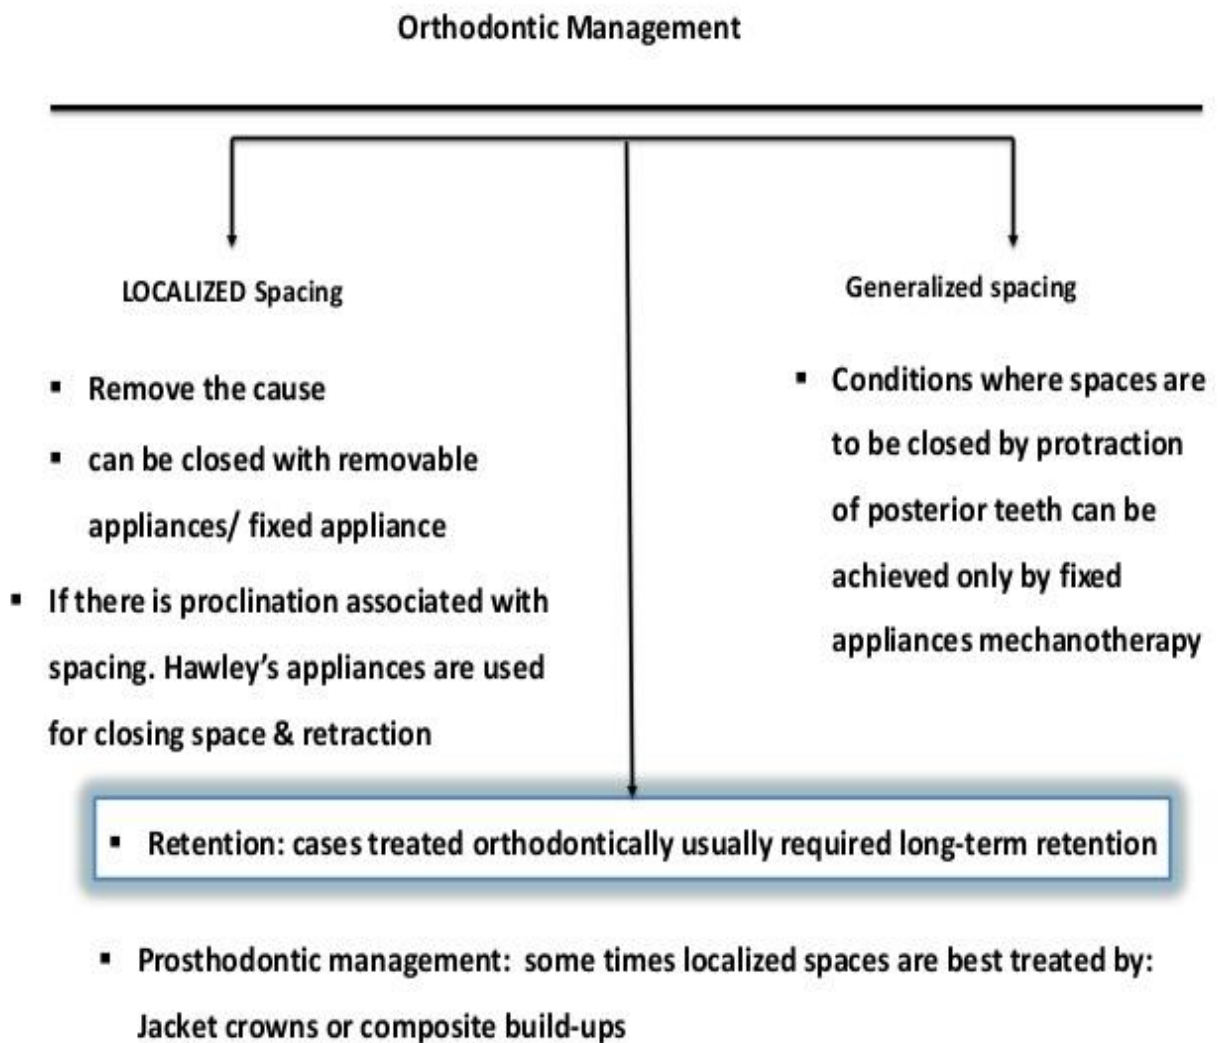 Orthodontic Management
LOCALIZED Spacing
▪ Remove the cause
▪ can be closed with removable
appliances/ fixed appliance
▪ If there is proclination associated with
spacing. Hawley’s appliances are used
for closing space & retraction
Generalized spacing
▪ Conditions where spaces are
to be closed by protraction
of posterior teeth can be
achieved only by fixed
appliances mechanotherapy
▪ Retention: cases treated orthodontically usually required long-term retention
▪ Prosthodontic management: some times localized spaces are best treated by:
Jacket crowns or composite build-ups